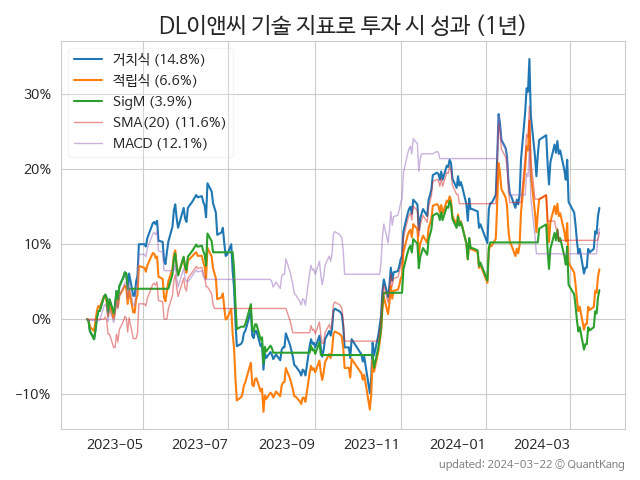 DL이앤씨 기술 지표로 투자 시 성과 (1년)
거치식 (14.8%)
적립식 (6.6%)
SigM (3.9%)
SMA(20) (11.6%)
MACD (12.1%)
30%
20%
10%
0%
−10%
2023-05 2023-07 2023-09 2023-11 2024-01 2024-03
updated: 2024-03-22 © QuantKang